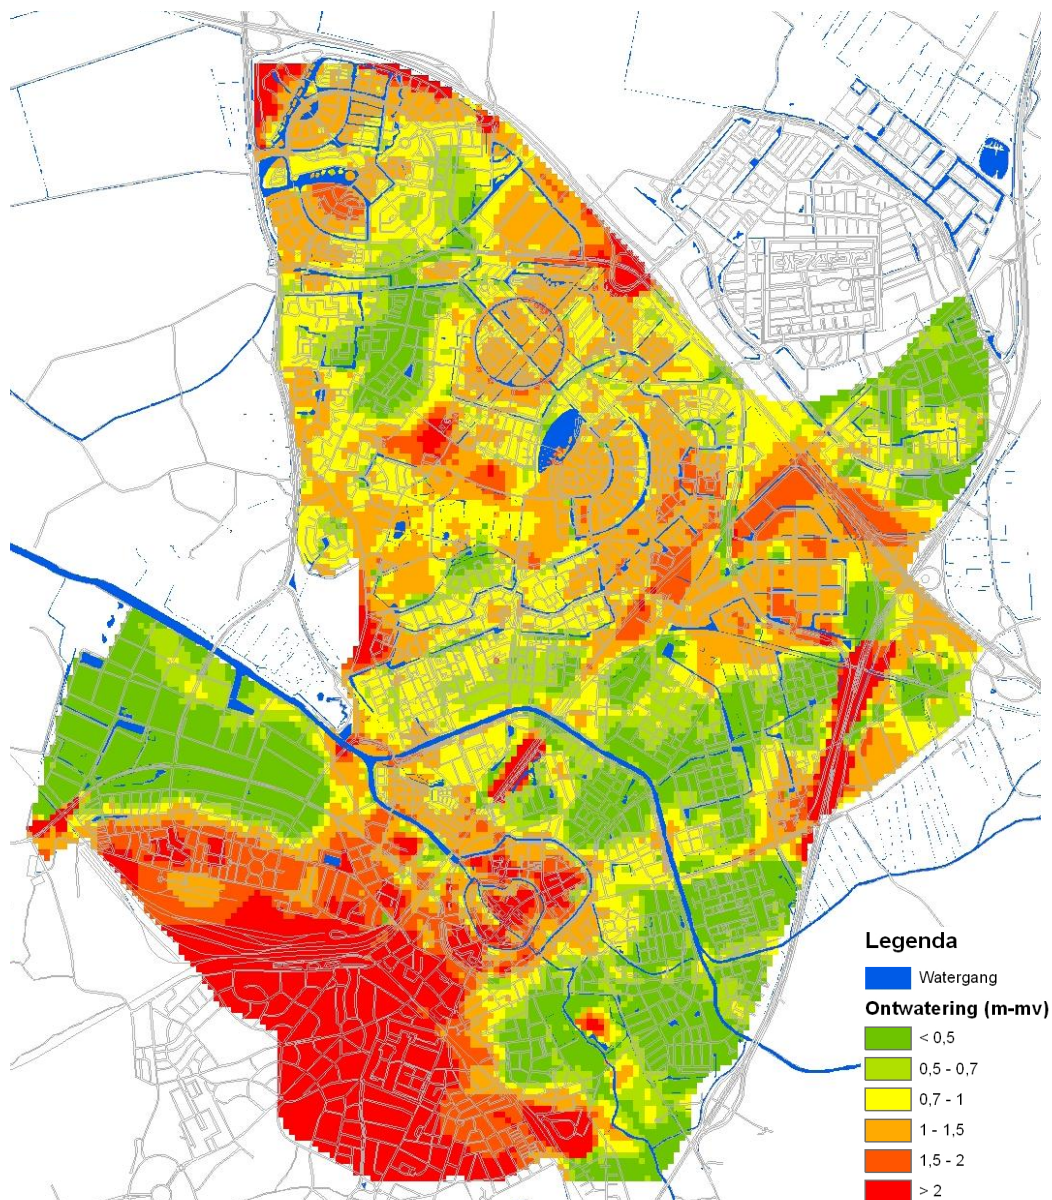 Legenda
Watergang
Ontwatering (m-mv)
< 0,5
0,5 - 0,7
0,7 - 1
1 - 1,5
1,5 - 2
> 2